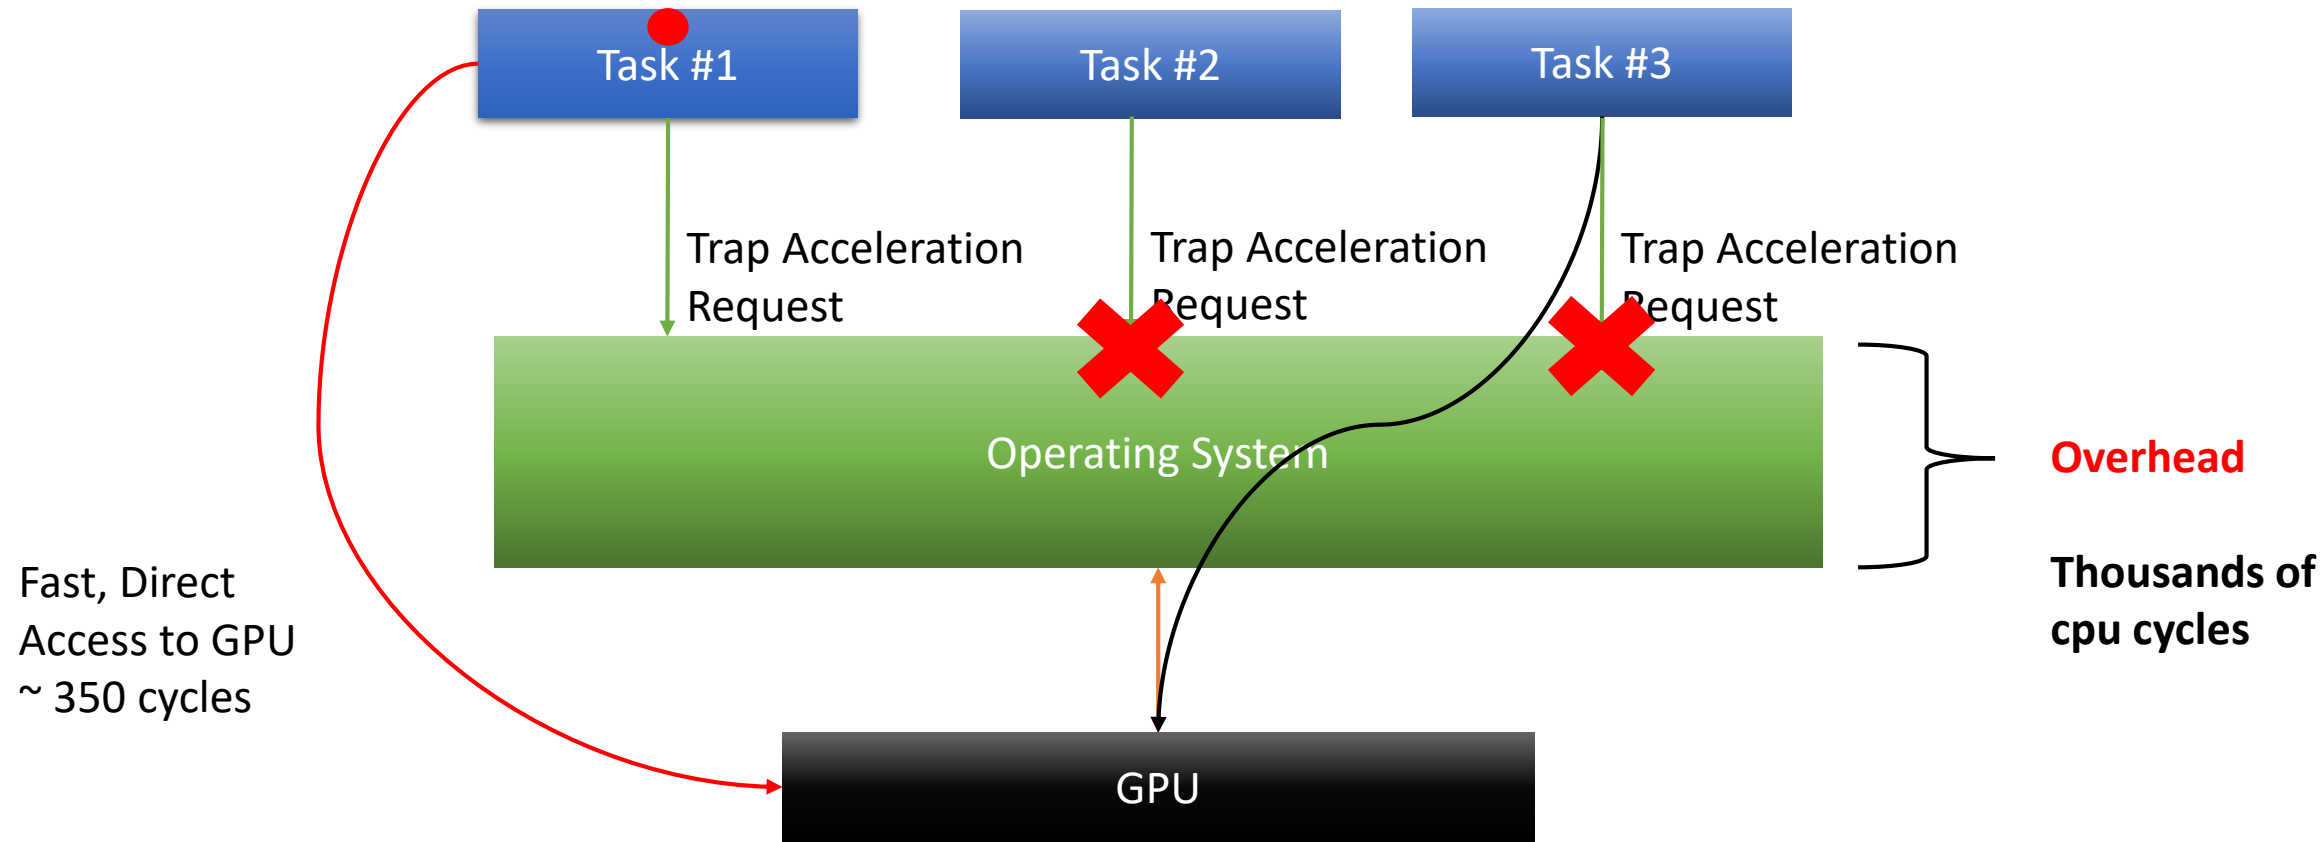 Task #1
Task #2
Task #3
Trap Acceleration
Request
Trap Acceleration
Request
Trap Acceleration
Request
Operating System
Overhead
Thousands of
cpu cycles
Fast, Direct
Access to GPU
~ 350 cycles
GPU